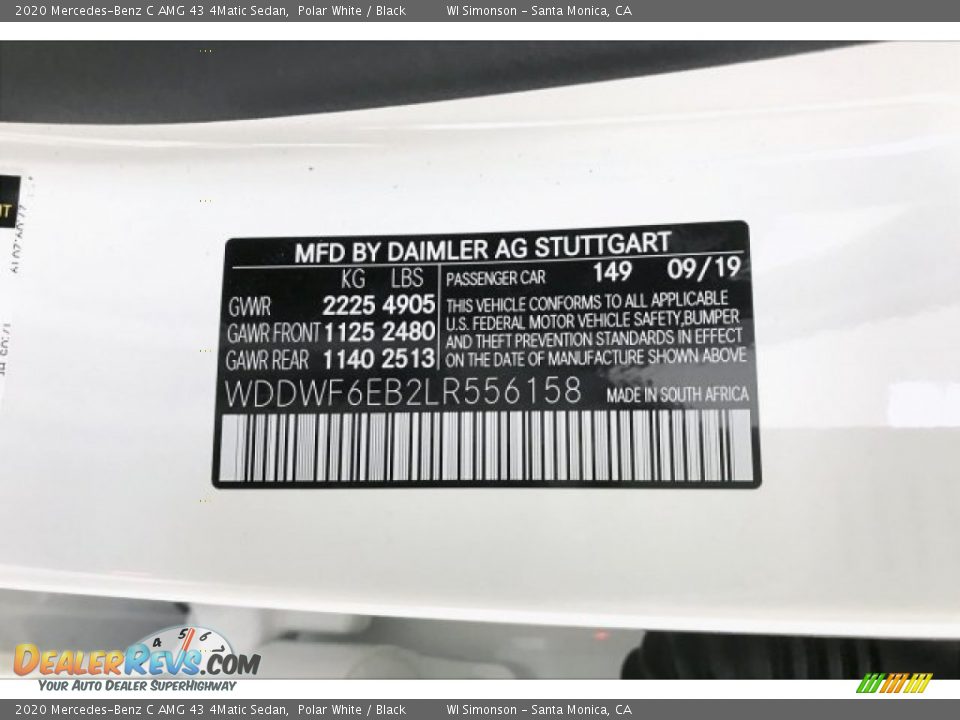 2020 Mercedes-Benz C AMG 43 4Matic Sedan, Polar White / Black WI Simonson - Santa Monica, CA
MFD BY DAIMLER AG STUTTGART
KG LBS PASSENGER CAR 149 09/19
GWR 2225 4905
GAWR FRONT 1125 2480
GAWR REAR 1140 2513
THIS VEHICLE CONFORMS TO ALL APPLICABLE
U.S. FEDERAL MOTOR VEHICLE SAFETY,BUMPER
AND THEFT PREVENTION STANDARDS IN EFFECT
ON THE DATE OF MANUFACTURE SHOWN ABOVE
WDDWF6EB2LR556158 MADE IN SOUTH AFRICA
4 5 6
DEALERREVS.COM
YOUR AUTO DEALER SUPERHIGHWAY
2020 Mercedes-Benz C AMG 43 4Matic Sedan, Polar White / Black WI Simonson - Santa Monica, CA